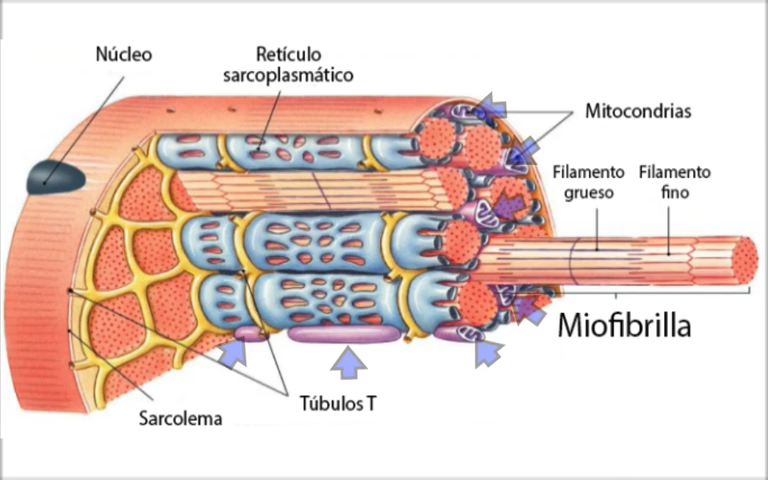 Núcleo
Retículo
sarcoplasmático
Mitocondrias
Filamento
grueso
Filamento
fino
Miofibrilla
Túbulos T
Sarcolema